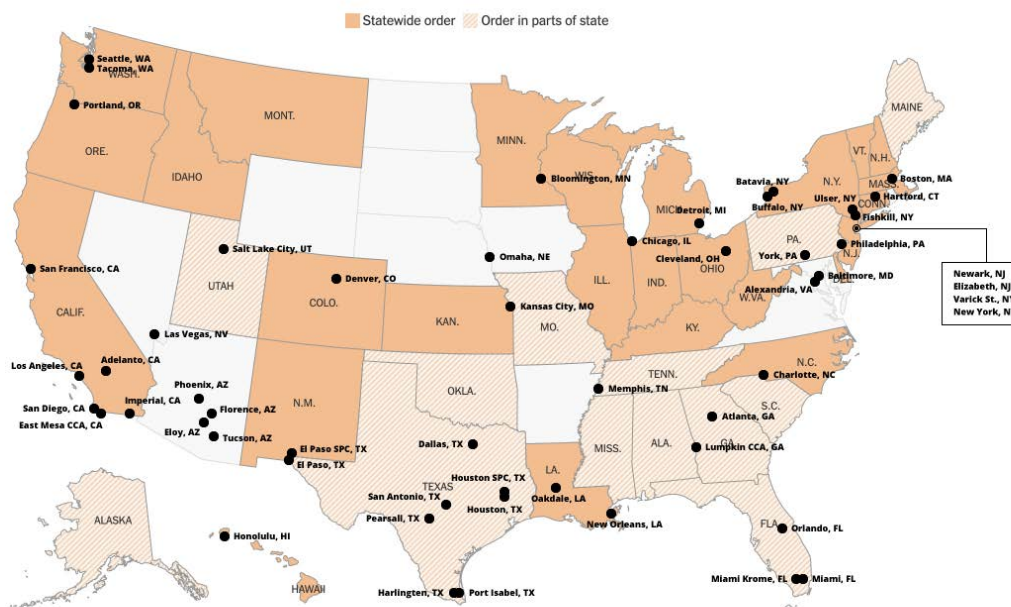 Statewide order
Order in parts of state
Seattle, WA
Tacoma, WA
WASH.
Portland, OR
ORE.
MONT.
IDAHO
MINN.
Bloomington, MN
WIS.
MICH.
Detroit, MI
MAINE
VT.
N.H.
N.Y.
Batavia, NY
Buffalo, NY
Ulser, NY
Boston, MA
MASS.
Hartford, CT
CONN.
Fishkill, NY
Salt Lake City, UT
UTAH
San Francisco, CA
CALIF.
Denver, CO
COLO.
Omaha, NE
Chicago, IL
Cleveland, OH
OHIO
PA.
York, PA
Philadelphia, PA
N.J.
Baltimore, MD
DEL.
Alexandria, VA
Newark, NJ
Elizabeth, NJ
Varick St., NY
New York, N
ILL.
IND.
W.VA.
KY.
KAN.
Kansas City, MO
MO.
Las Vegas, NV
Los Angeles, CA
Adelanto, CA
San Diego, CA
East Mesa CCA, CA
Imperial, CA
Phoenix, AZ
Florence, AZ
Eloy, AZ
Tucson, AZ
N.M.
El Paso SPC, TX
El Paso, TX
OKLA.
Memphis, TN
TENN.
N.C.
Charlotte, NC
S.C.
Atlanta, GA
GA.
Lumpkin CCA, GA
ALA.
MISS.
Dallas, TX
TEXAS
Houston SPC, TX
Houston, TX
San Antonio, TX
Pearsall, TX
LA.
Oakdale, LA
New Orleans, LA
FLA.
Orlando, FL
Miami Krome, FL
Miami, FL
Harlingen, TX
Port Isabel, TX
ALASKA
Honolulu, HI
HAWAII